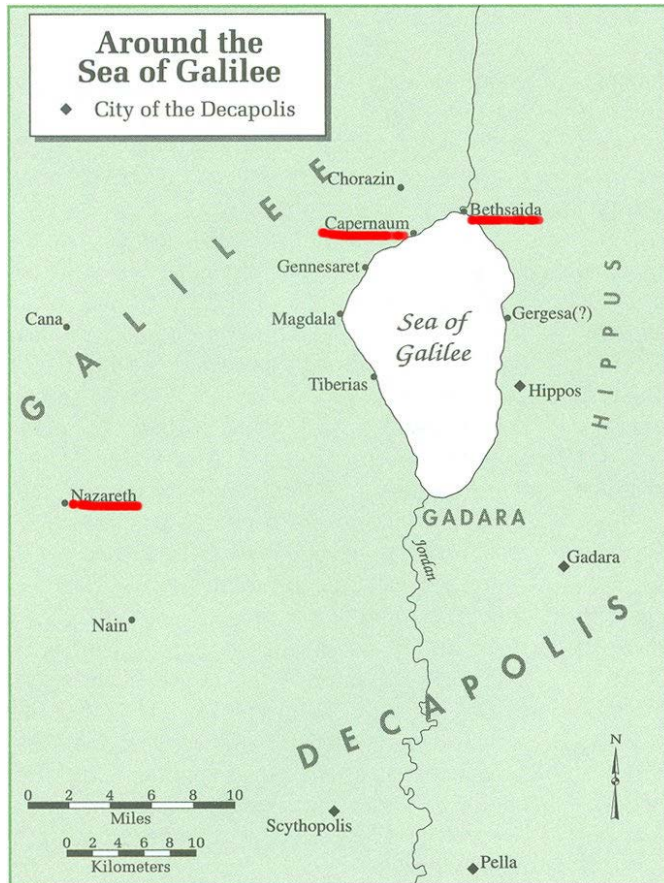 Around the
Sea of Galilee
◆ City of the Decapolis
Chorazin
Bethsaida
Capernaum
GALILEE
Gennesaret
HIPPUS
Cana
Magdala
Sea of
Galilee
Gergesa(?)
Tiberias
Hippos
Nazareth
GADARA
Jordan
Gadara
Nain
DECAPOLIS
N
0 2 4 6 8 10
Miles
Scythopolis
0 2 4 6 8 10
Kilometers
Pella